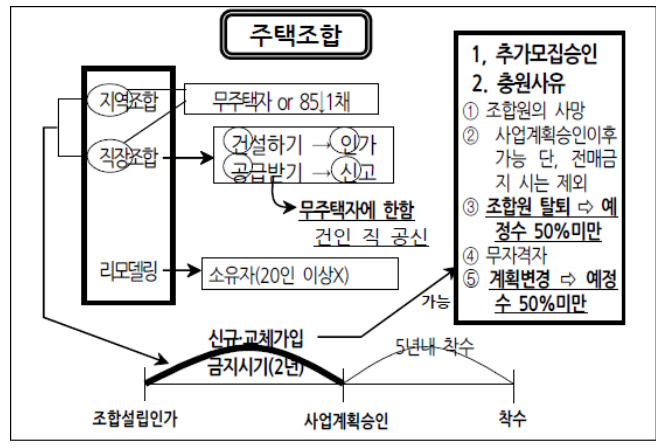 주택조합
지역조합
무주택자 or 85↓1채
직장조합
건설하기 → 인가
공급받기 → 신고
무주택자에 한함
건인 직 공신
리모델링
소유자(20인 이상X)
1, 추가모집승인
2. 충원사유
① 조합원의 사망
② 사업계획승인이후
가능 단, 전매금
지 시는 제외
③ 조합원 탈퇴 ⇨ 예
정수 50%미만
④ 무자격자
⑤ 계획변경 ⇨ 예정
수 50%미만
가능
신규·교체가입
금지시기(2년)
5년내 착수
조합설립인가
사업계획승인
착수